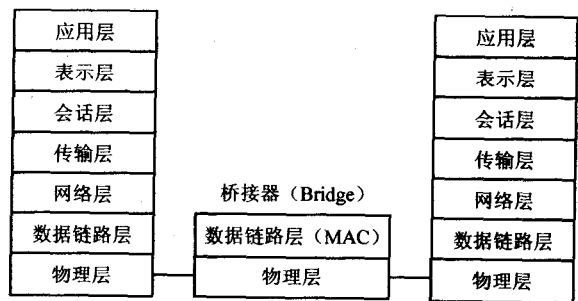 应用层
表示层
会话层
传输层
网络层
数据链路层
物理层
桥接器（Bridge）
数据链路层（MAC）
物理层
应用层
表示层
会话层
传输层
网络层
数据链路层
物理层